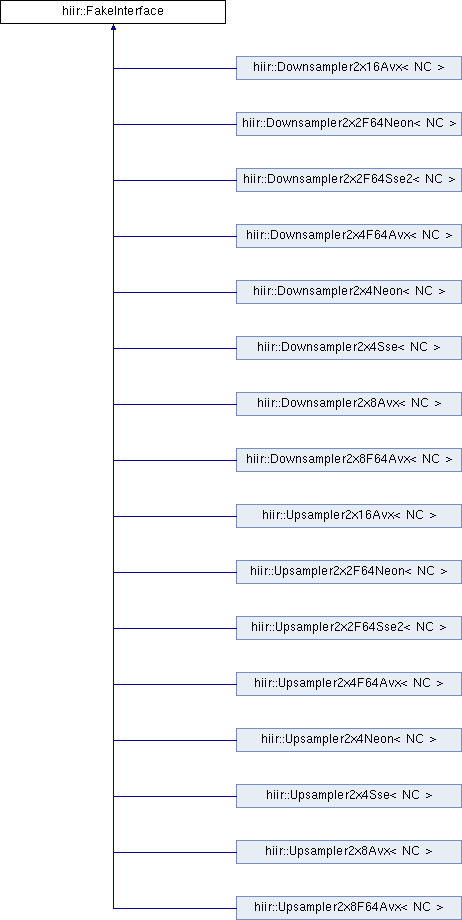 hiir::FakeInterface
hiir::Downsampler2x16Avx< NC >
hiir::Downsampler2x2F64Neon< NC >
hiir::Downsampler2x2F64Sse2< NC >
hiir::Downsampler2x4F64Avx< NC >
hiir::Downsampler2x4Neon< NC >
hiir::Downsampler2x4Sse< NC >
hiir::Downsampler2x8Avx< NC >
hiir::Downsampler2x8F64Avx< NC >
hiir::Upsampler2x16Avx< NC >
hiir::Upsampler2x2F64Neon< NC >
hiir::Upsampler2x2F64Sse2< NC >
hiir::Upsampler2x4F64Avx< NC >
hiir::Upsampler2x4Neon< NC >
hiir::Upsampler2x4Sse< NC >
hiir::Upsampler2x8Avx< NC >
hiir::Upsampler2x8F64Avx< NC >